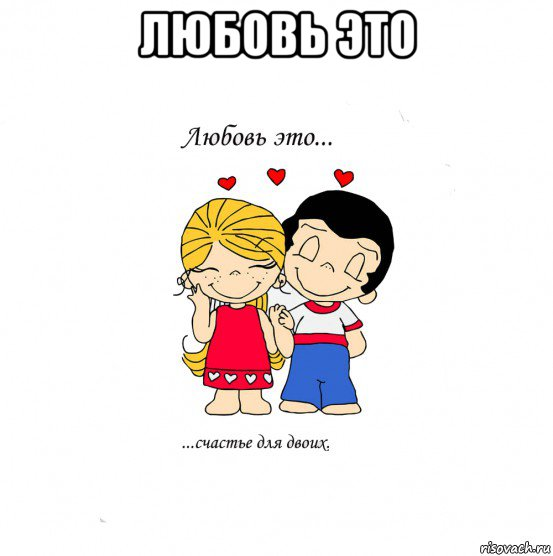 ЛЮБОВЬ ЭТО
Любовь это...
...счастье для двоих.
risovach.ru